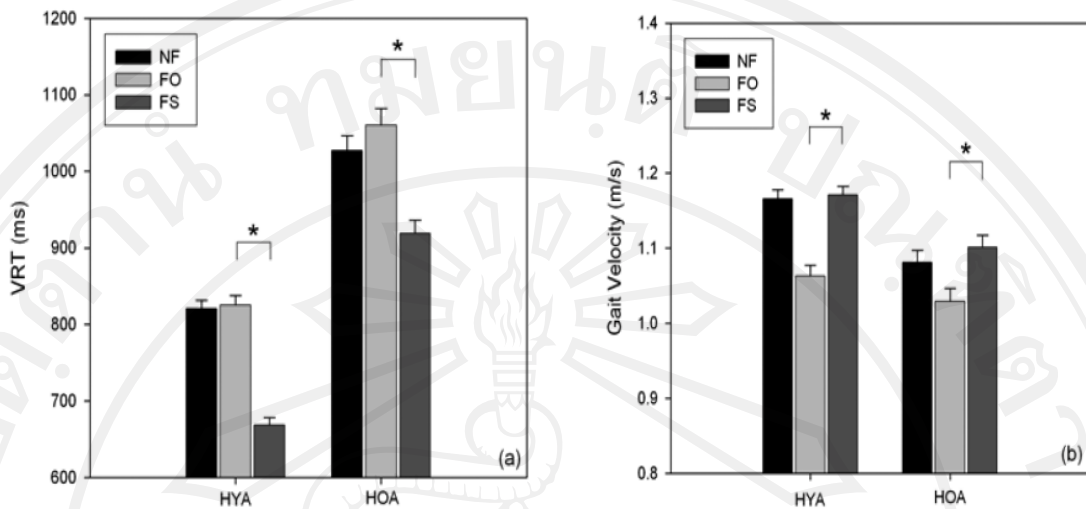 1200
1100
1000
900
800
700
600
VRT (ms)
NF
FO
FS
*
*
HYA
HOA
(a)
1.4
1.3
1.2
1.1
1.0
0.9
0.8
Gait Velocity (m/s)
NF
FO
FS
*
*
HYA
HOA
(b)